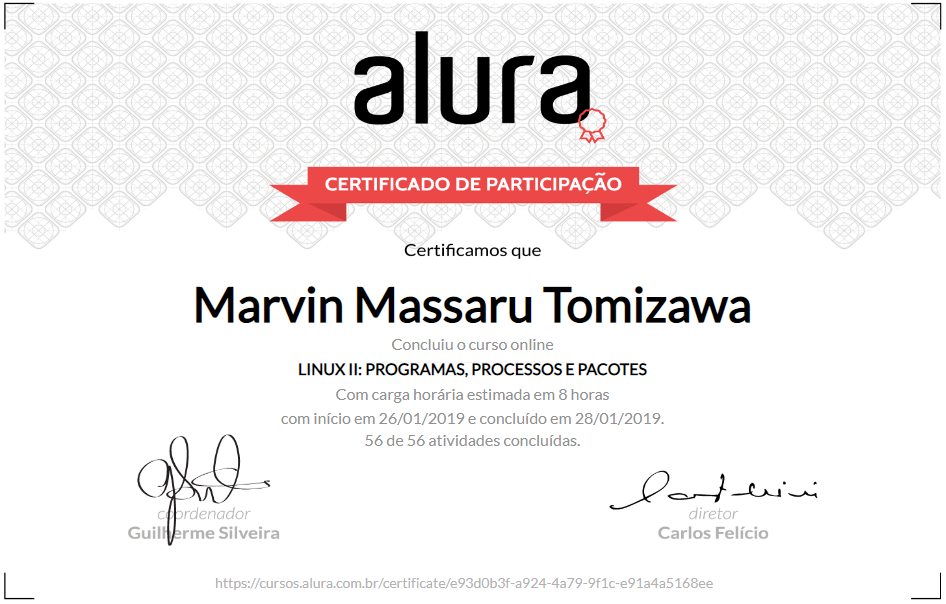 alura
CERTIFICADO DE PARTICIPAÇÃO
Certificamos que
Marvin Massaru Tomizawa
Concluiu o curso online
LINUX II: PROGRAMAS, PROCESSOS E PACOTES
Com carga horária estimada em 8 horas
com início em 26/01/2019 e concluído em 28/01/2019.
56 de 56 atividades concluídas.
coordenador
Guilherme Silveira
diretor
Carlos Felício
https://cursos.alura.com.br/certificate/e93d0b3f-a924-4a79-9f1c-e91a4a5168ee